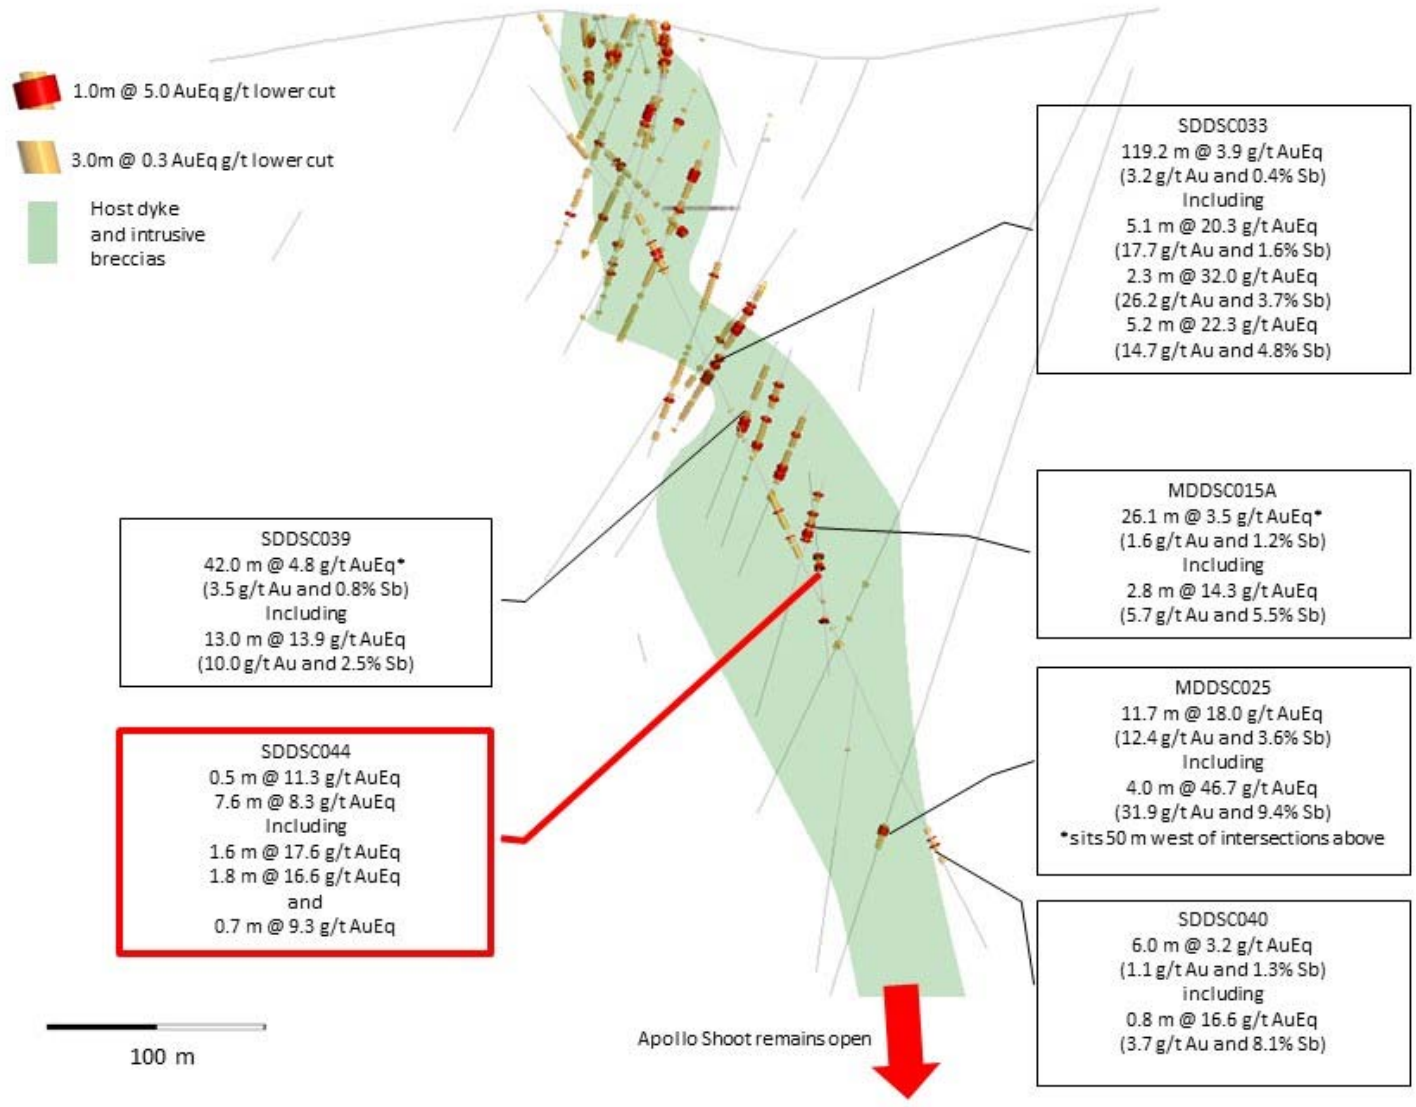 1.0m @ 5.0 AuEq g/t lower cut
3.0m @ 0.3 AuEq g/t lower cut
Host dyke
and intrusive
breccias
SDDSC033
119.2 m @ 3.9 g/t AuEq
(3.2 g/t Au and 0.4% Sb)
Including
5.1 m @ 20.3 g/t AuEq
(17.7 g/t Au and 1.6% Sb)
2.3 m @ 32.0 g/t AuEq
(26.2 g/t Au and 3.7% Sb)
5.2 m @ 22.3 g/t AuEq
(14.7 g/t Au and 4.8% Sb)
MDDSC015A
26.1 m @ 3.5 g/t AuEq*
(1.6 g/t Au and 1.2% Sb)
Including
2.8 m @ 14.3 g/t AuEq
(5.7 g/t Au and 5.5% Sb)
SDDSC039
42.0 m @ 4.8 g/t AuEq*
(3.5 g/t Au and 0.8% Sb)
Including
13.0 m @ 13.9 g/t AuEq
(10.0 g/t Au and 2.5% Sb)
MDDSC025
11.7 m @ 18.0 g/t AuEq
(12.4 g/t Au and 3.6% Sb)
Including
4.0 m @ 46.7 g/t AuEq
(31.9 g/t Au and 9.4% Sb)
*sits 50 m west of intersections above
SDDSC044
0.5 m @ 11.3 g/t AuEq
7.6 m @ 8.3 g/t AuEq
Including
1.6 m @ 17.6 g/t AuEq
1.8 m @ 16.6 g/t AuEq
and
0.7 m @ 9.3 g/t AuEq
SDDSC040
6.0 m @ 3.2 g/t AuEq
(1.1 g/t Au and 1.3% Sb)
including
0.8 m @ 16.6 g/t AuEq
(3.7 g/t Au and 8.1% Sb)
Apollo Shoot remains open
100 m